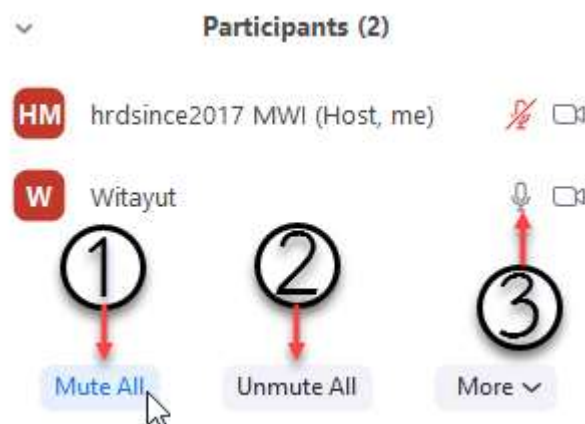 Participants (2)
HM hrdsince2017 MWI (Host, me)
W Witayut
1 2 3
Mute All Unmute All More